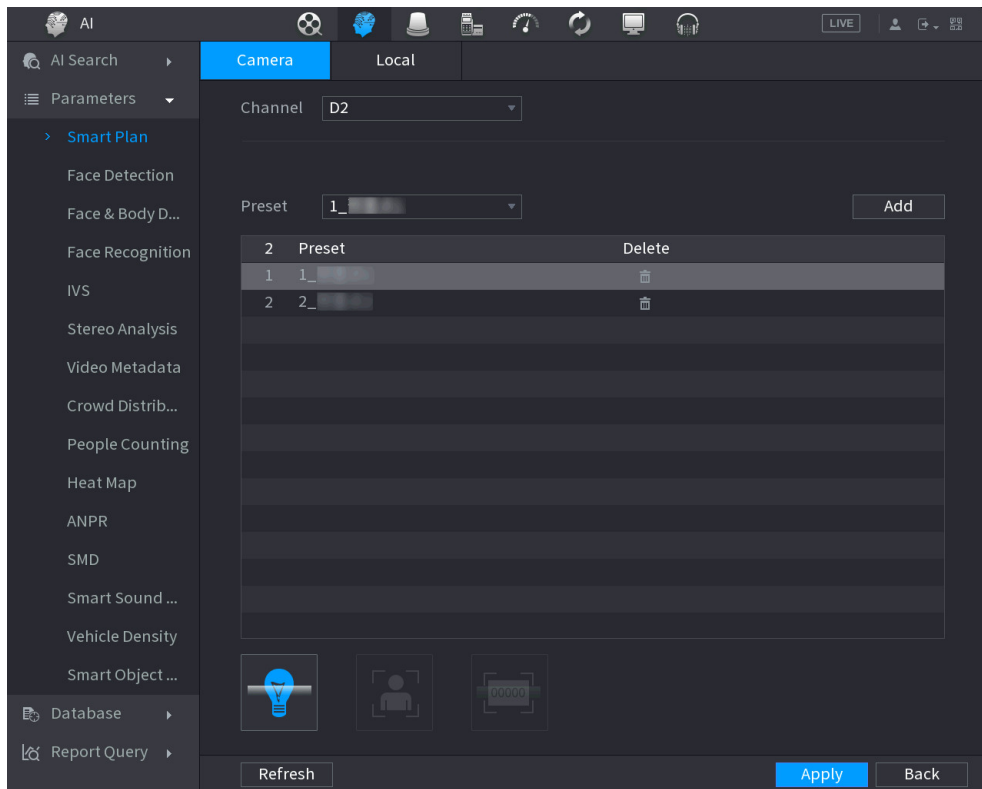 AI
LIVE
AI Search
Camera
Local
Parameters
Channel
D2
Smart Plan
Face Detection
Face & Body D...
Preset
1_
Add
Face Recognition
2
Preset
Delete
1
1_
2
2_
IVS
Stereo Analysis
Video Metadata
Crowd Distrib...
People Counting
Heat Map
ANPR
SMD
Smart Sound ...
Vehicle Density
Smart Object ...
00000
Database
Report Query
Refresh
Apply
Back